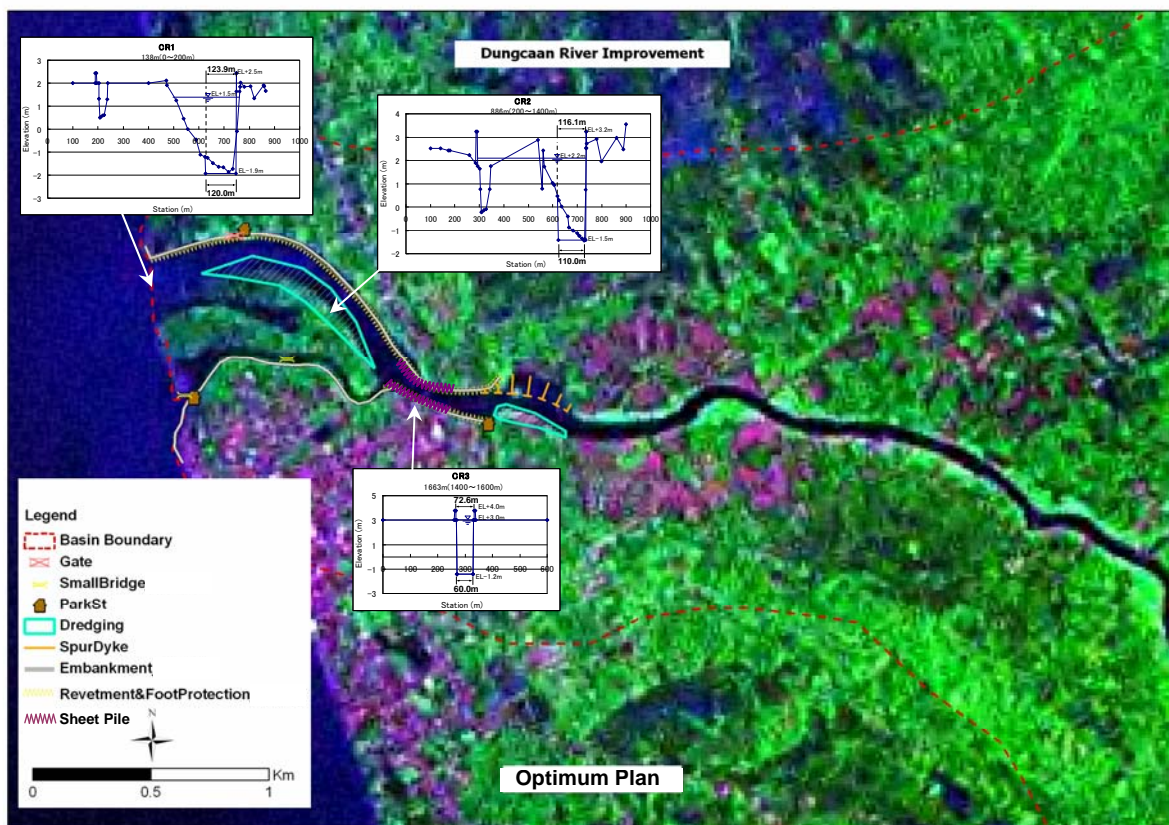 Dungcaan River Improvement
CR1
138m(0～200m)
123.9m
EL+2.5m
EL+1.5m
EL-1.9m
120.0m
Elevation (m)
3
2
1
0
-1
-2
-3
0 100 200 300 400 500 600 700 800 900 1000
Station (m)
CR2
886m(200～1400m)
116.1m
EL+3.2m
EL+2.2m
EL-1.5m
110.0m
Elevation (m)
4
3
2
1
0
-1
-2
0 100 200 300 400 500 600 700 800 900 1000
Station (m)
CR3
1663m(1400～1600m)
72.6m
EL+4.0m
EL+3.0m
EL-1.2m
60.0m
Elevation (m)
5
3
1
-1
-3
0 100 200 300 400 500 600
Station (m)
Legend
Basin Boundary
Gate
SmallBridge
ParkSt
Dredging
SpurDyke
Embankment
Revetment&FootProtection
Sheet Pile
N
Km
0 0.5 1
Optimum Plan